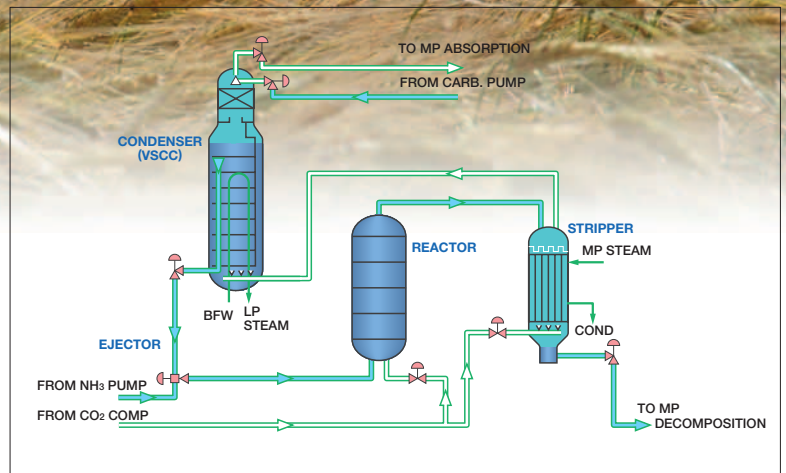 TO MP ABSORPTION
FROM CARB. PUMP
CONDENSER
(VSCC)
STRIPPER
REACTOR
MP STEAM
BFW
LP
STEAM
COND
EJECTOR
FROM NH3 PUMP
FROM CO2 COMP
TO MP
DECOMPOSITION